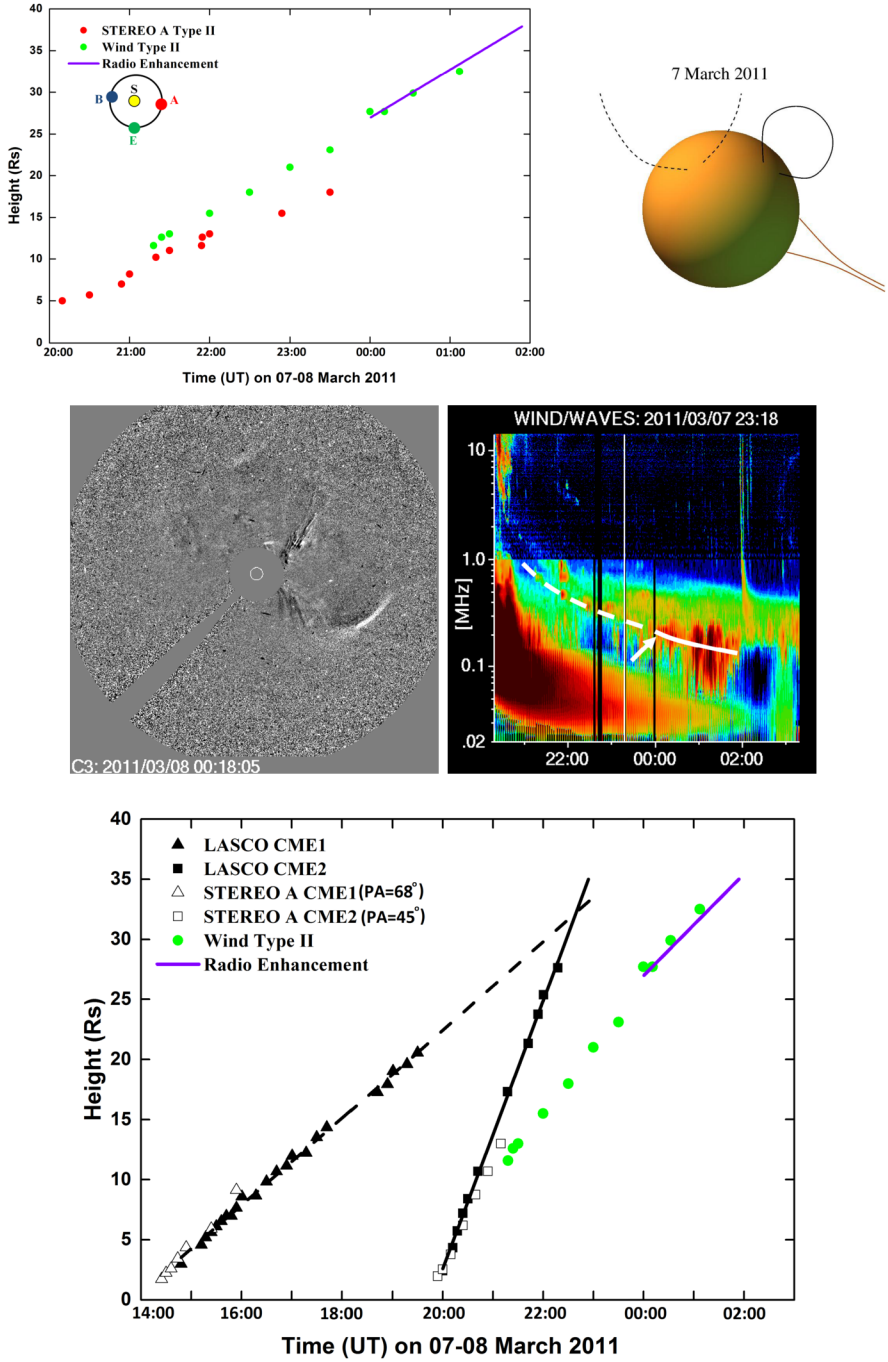 STEREO A Type II
Wind Type II
Radio Enhancement
S
B
A
E
40
35
30
25
20
15
10
5
0
Height (Rs)
20:00 21:00 22:00 23:00 00:00 01:00 02:00
Time (UT) on 07-08 March 2011
7 March 2011
C3: 2011/03/08 00:18:05
WIND/WAVES: 2011/03/07 23:18
10
1.0
[MHz]
0.1
.02
22:00 00:00 02:00
LASCO CME1
LASCO CME2
STEREO A CME1 (PA=68°)
STEREO A CME2 (PA=45°)
Wind Type II
Radio Enhancement
40
35
30
25
20
15
10
5
0
Height (Rs)
14:00 16:00 18:00 20:00 22:00 00:00 02:00
Time (UT) on 07-08 March 2011